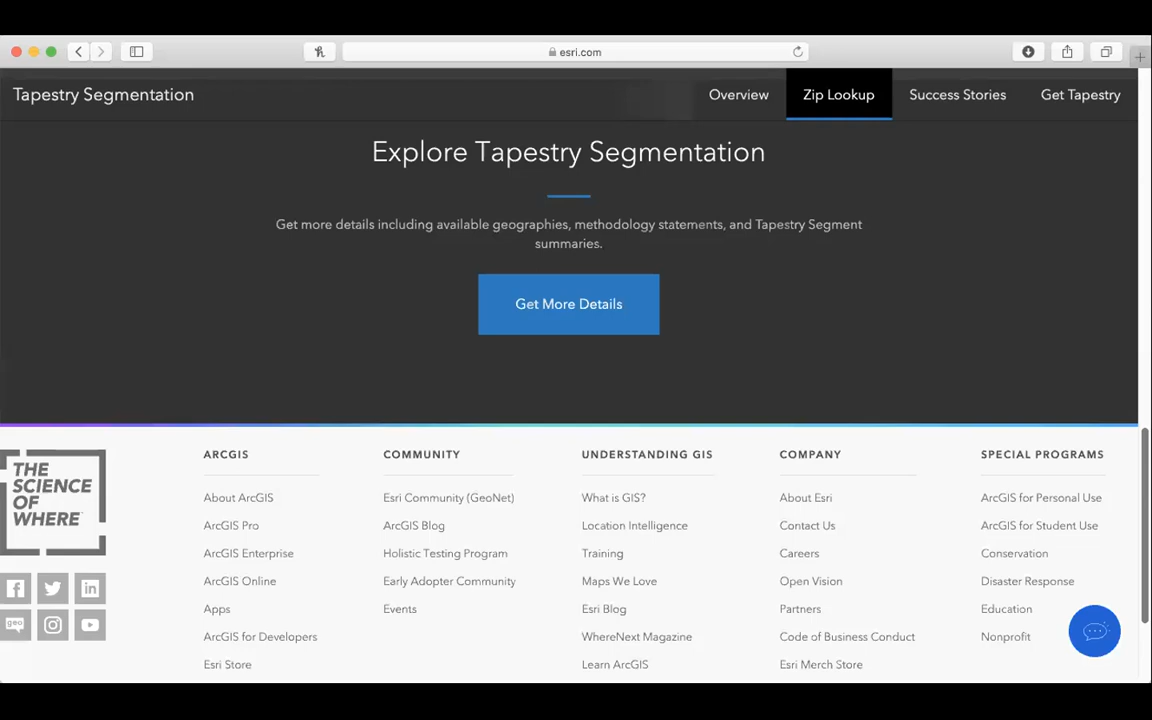 esri.com
Tapestry Segmentation
Overview
Zip Lookup
Success Stories
Get Tapestry
Explore Tapestry Segmentation
Get more details including available geographies, methodology statements, and Tapestry Segment
summaries.
Get More Details
THE
SCIENCE
OF
WHERE
geo
ARCGIS
About ArcGIS
ArcGIS Pro
ArcGIS Enterprise
ArcGIS Online
Apps
ArcGIS for Developers
Esri Store
COMMUNITY
Esri Community (GeoNet)
ArcGIS Blog
Holistic Testing Program
Early Adopter Community
Events
UNDERSTANDING GIS
What is GIS?
Location Intelligence
Training
Maps We Love
Esri Blog
WhereNext Magazine
Learn ArcGIS
COMPANY
About Esri
Contact Us
Careers
Open Vision
Partners
Code of Business Conduct
Esri Merch Store
SPECIAL PROGRAMS
ArcGIS for Personal Use
ArcGIS for Student Use
Conservation
Disaster Response
Education
Nonprofit